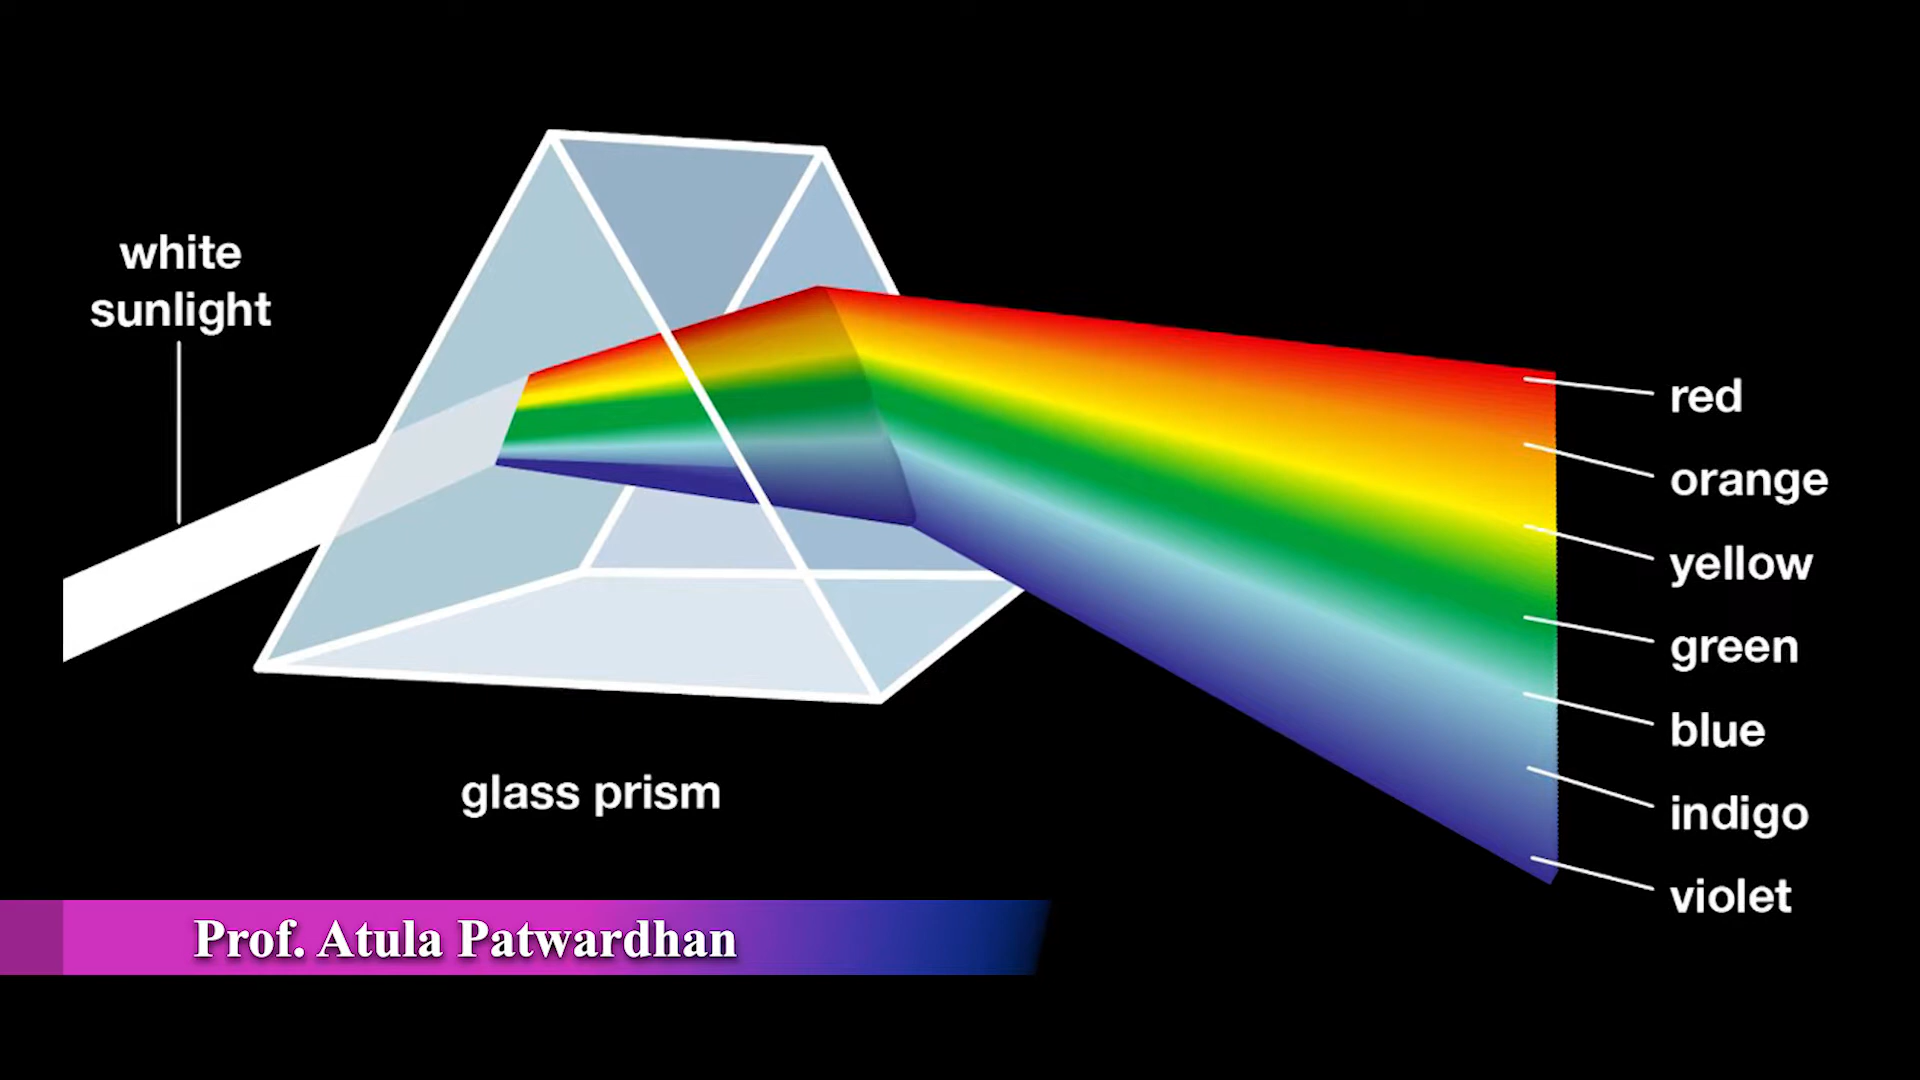 white
sunlight
red
orange
yellow
green
blue
indigo
violet
glass prism
Prof. Atula Patwardhan